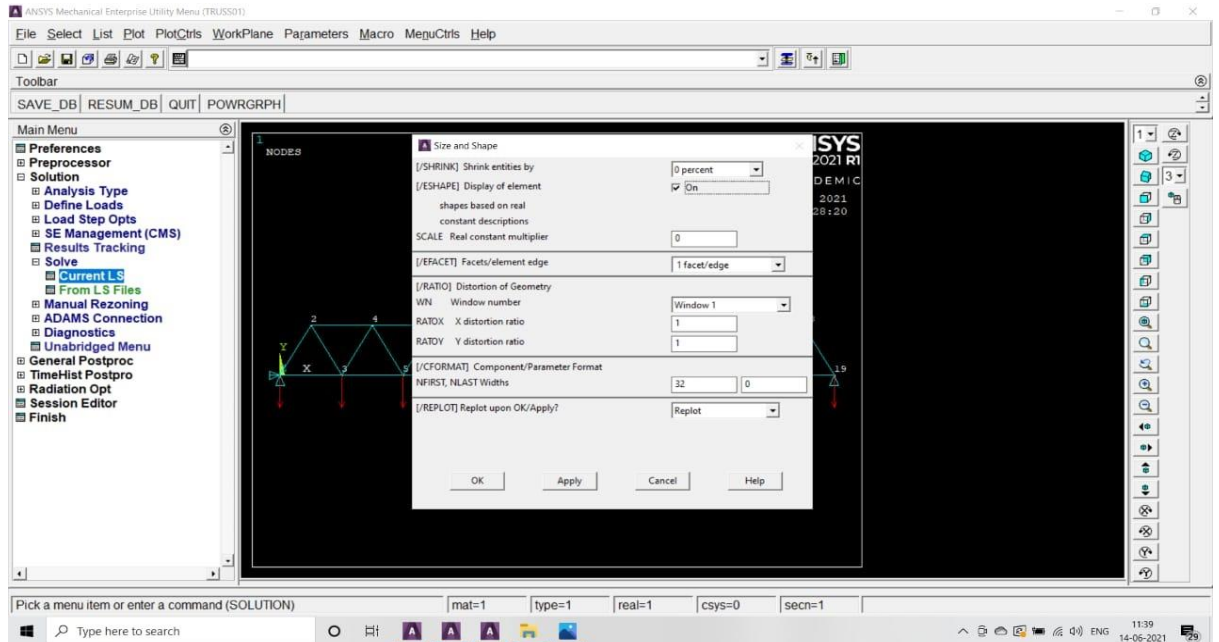 ANSYS Mechanical Enterprise Utility Menu (TRUSS01)
File Select List Plot PlotCtrls WorkPlane Parameters Macro MenuCtrls Help
Toolbar
SAVE_DB RESUM_DB QUIT POWRGRPH
Main Menu
Preferences
Preprocessor
Solution
Analysis Type
Define Loads
Load Step Opts
SE Management (CMS)
Results Tracking
Solve
Current LS
From LS Files
Manual Rezoning
ADAMS Connection
Diagnostics
Unabridged Menu
General Postproc
TimeHist Postpro
Radiation Opt
Session Editor
Finish
1
NODES
2 4
Y
X 3 5
19
SYS
2021 R1
DEMIC
2021
28:20
Size and Shape
[/SHRINK] Shrink entities by 0 percent
[/ESHAPE] Display of element On
shapes based on real
constant descriptions
SCALE Real constant multiplier 0
[/EFACET] Facets/element edge 1 facet/edge
[/RATIO] Distortion of Geometry
WN Window number Window 1
RATOX X distortion ratio 1
RATOY Y distortion ratio 1
[/CFORMAT] Component/Parameter Format
NFIRST, NLAST Widths 32 0
[/REPLOT] Replot upon OK/Apply? Replot
OK Apply Cancel Help
1
3
Pick a menu item or enter a command (SOLUTION) mat=1 type=1 real=1 csys=0 secn=1
Type here to search
ENG
11:39
14-06-2021
29